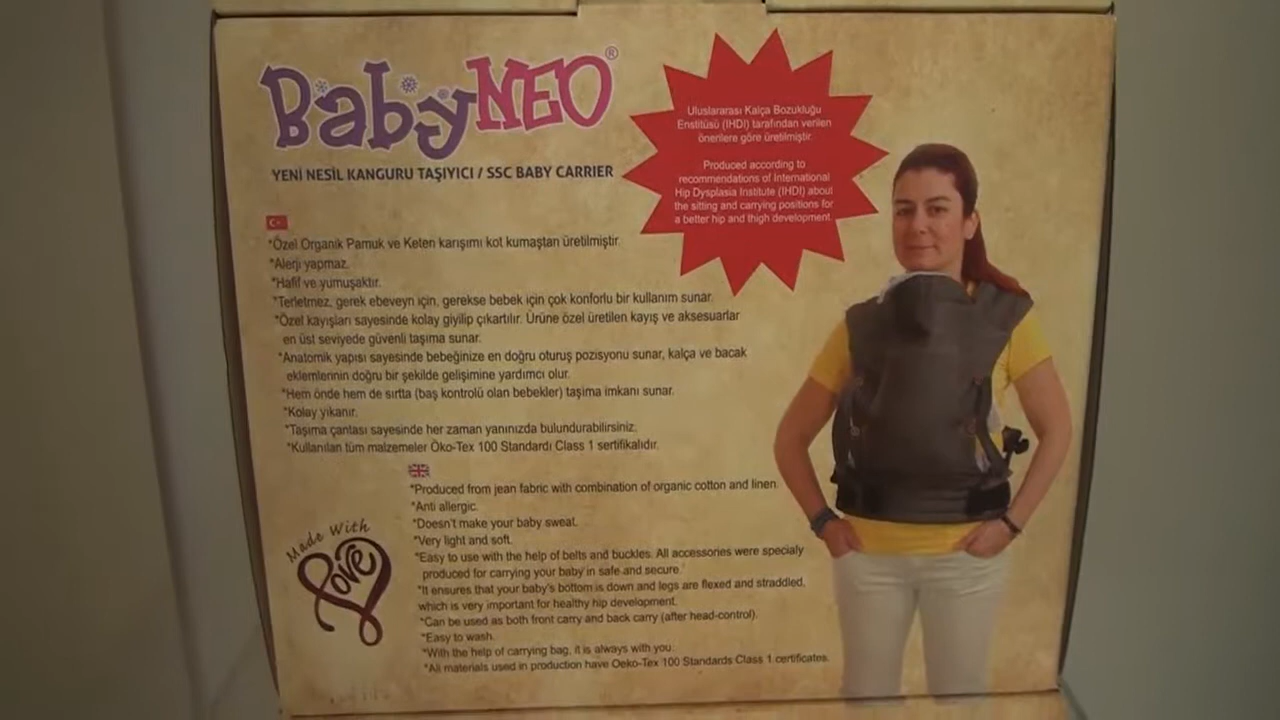 BabyNEO®
YENİ NESİL KANGURU TAŞIYICI / SSC BABY CARRIER
Uluslararası Kalça Bozukluğu
Enstitüsü (IHDI) tarafından verilen
önerilere göre üretilmiştir.
Produced according to
recommendations of International
Hip Dysplasia Institute (IHDI) about
the sitting and carrying positions for
a better hip and thigh development.
*Özel Organik Pamuk ve Keten karışımı kot kumaştan üretilmiştir.
*Alerji yapmaz.
*Hafif ve yumuşaktır.
*Terletmez, gerek ebeveyn için, gerekse bebek için çok konforlu bir kullanım sunar.
*Özel kayışları sayesinde kolay giyilip çıkartılır. Ürüne özel üretilen kayış ve aksesuarlar
en üst seviyede güvenli taşıma sunar.
*Anatomik yapısı sayesinde bebeğinize en doğru oturuş pozisyonu sunar, kalça ve bacak
eklemlerinin doğru bir şekilde gelişimine yardımcı olur.
*Hem önde hem de sırtta (baş kontrolü olan bebekler) taşıma imkanı sunar.
*Kolay yıkanır.
*Taşıma çantası sayesinde her zaman yanınızda bulundurabilirsiniz.
*Kullanılan tüm malzemeler Öko-Tex 100 Standardı Class 1 sertifikalıdır.
*Produced from jean fabric with combination of organic cotton and linen.
*Anti allergic.
*Doesn't make your baby sweat.
*Very light and soft.
*Easy to use with the help of belts and buckles. All accessories were specialy
produced for carrying your baby in safe and secure.
*It ensures that your baby's bottom is down and legs are flexed and straddled,
which is very important for healthy hip development.
*Can be used as both front carry and back carry (after head-control).
*Easy to wash.
*With the help of carrying bag, it is always with you.
*All materials used in production have Oeko-Tex 100 Standards Class 1 certificates.
Made With
Love